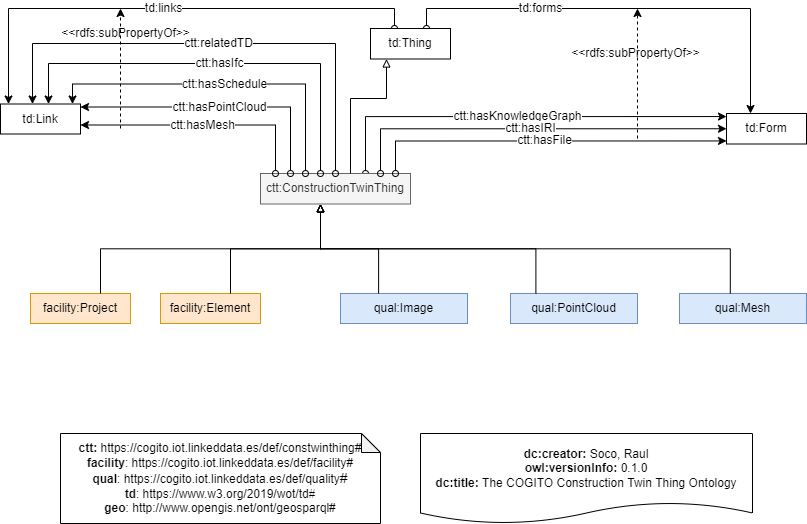 td:links
td:forms
<<rdfs:subPropertyOf>>
ctt:relatedTD
td:Thing
<<rdfs:subPropertyOf>>
ctt:hasIfc
ctt:hasSchedule
ctt:hasPointCloud
td:Link
ctt:hasMesh
ctt:hasKnowledgeGraph
ctt:hasIRI
ctt:hasFile
td:Form
ctt:ConstructionTwinThing
facility:Project
facility:Element
qual:Image
qual:PointCloud
qual:Mesh
ctt: https://cogito.iot.linkeddata.es/def/constwinthing#
facility: https://cogito.iot.linkeddata.es/def/facility#
qual: https://cogito.iot.linkeddata.es/def/quality#
td: https://www.w3.org/2019/wot/td#
geo: http://www.opengis.net/ont/geosparql#
dc:creator: Soco, Raul
owl:versionInfo: 0.1.0
dc:title: The COGITO Construction Twin Thing Ontology